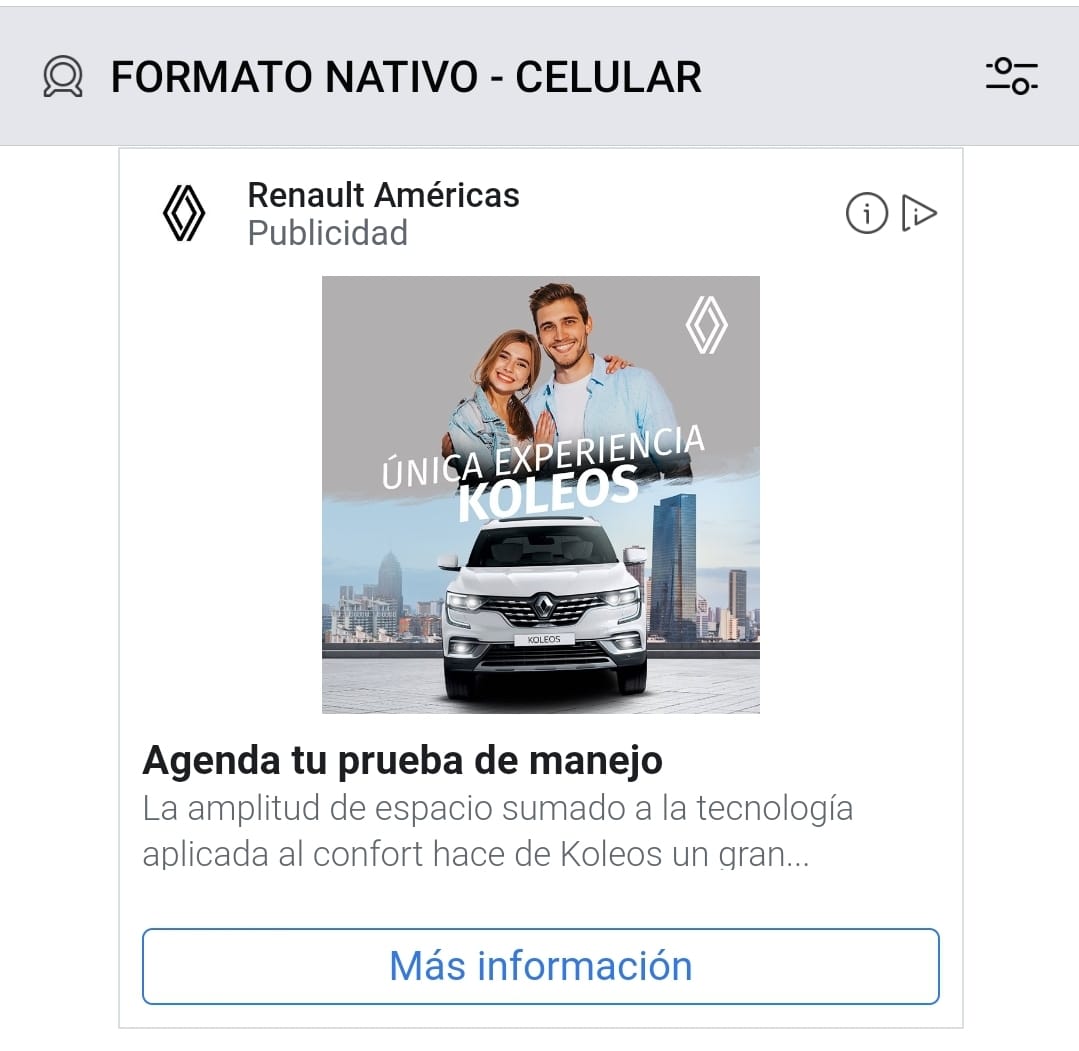 FORMATO NATIVO - CELULAR
Renault Américas
Publicidad
ÚNICA EXPERIENCIA
KOLEOS
KOLEOS
Agenda tu prueba de manejo
La amplitud de espacio sumado a la tecnología
aplicada al confort hace de Koleos un gran...
Más información